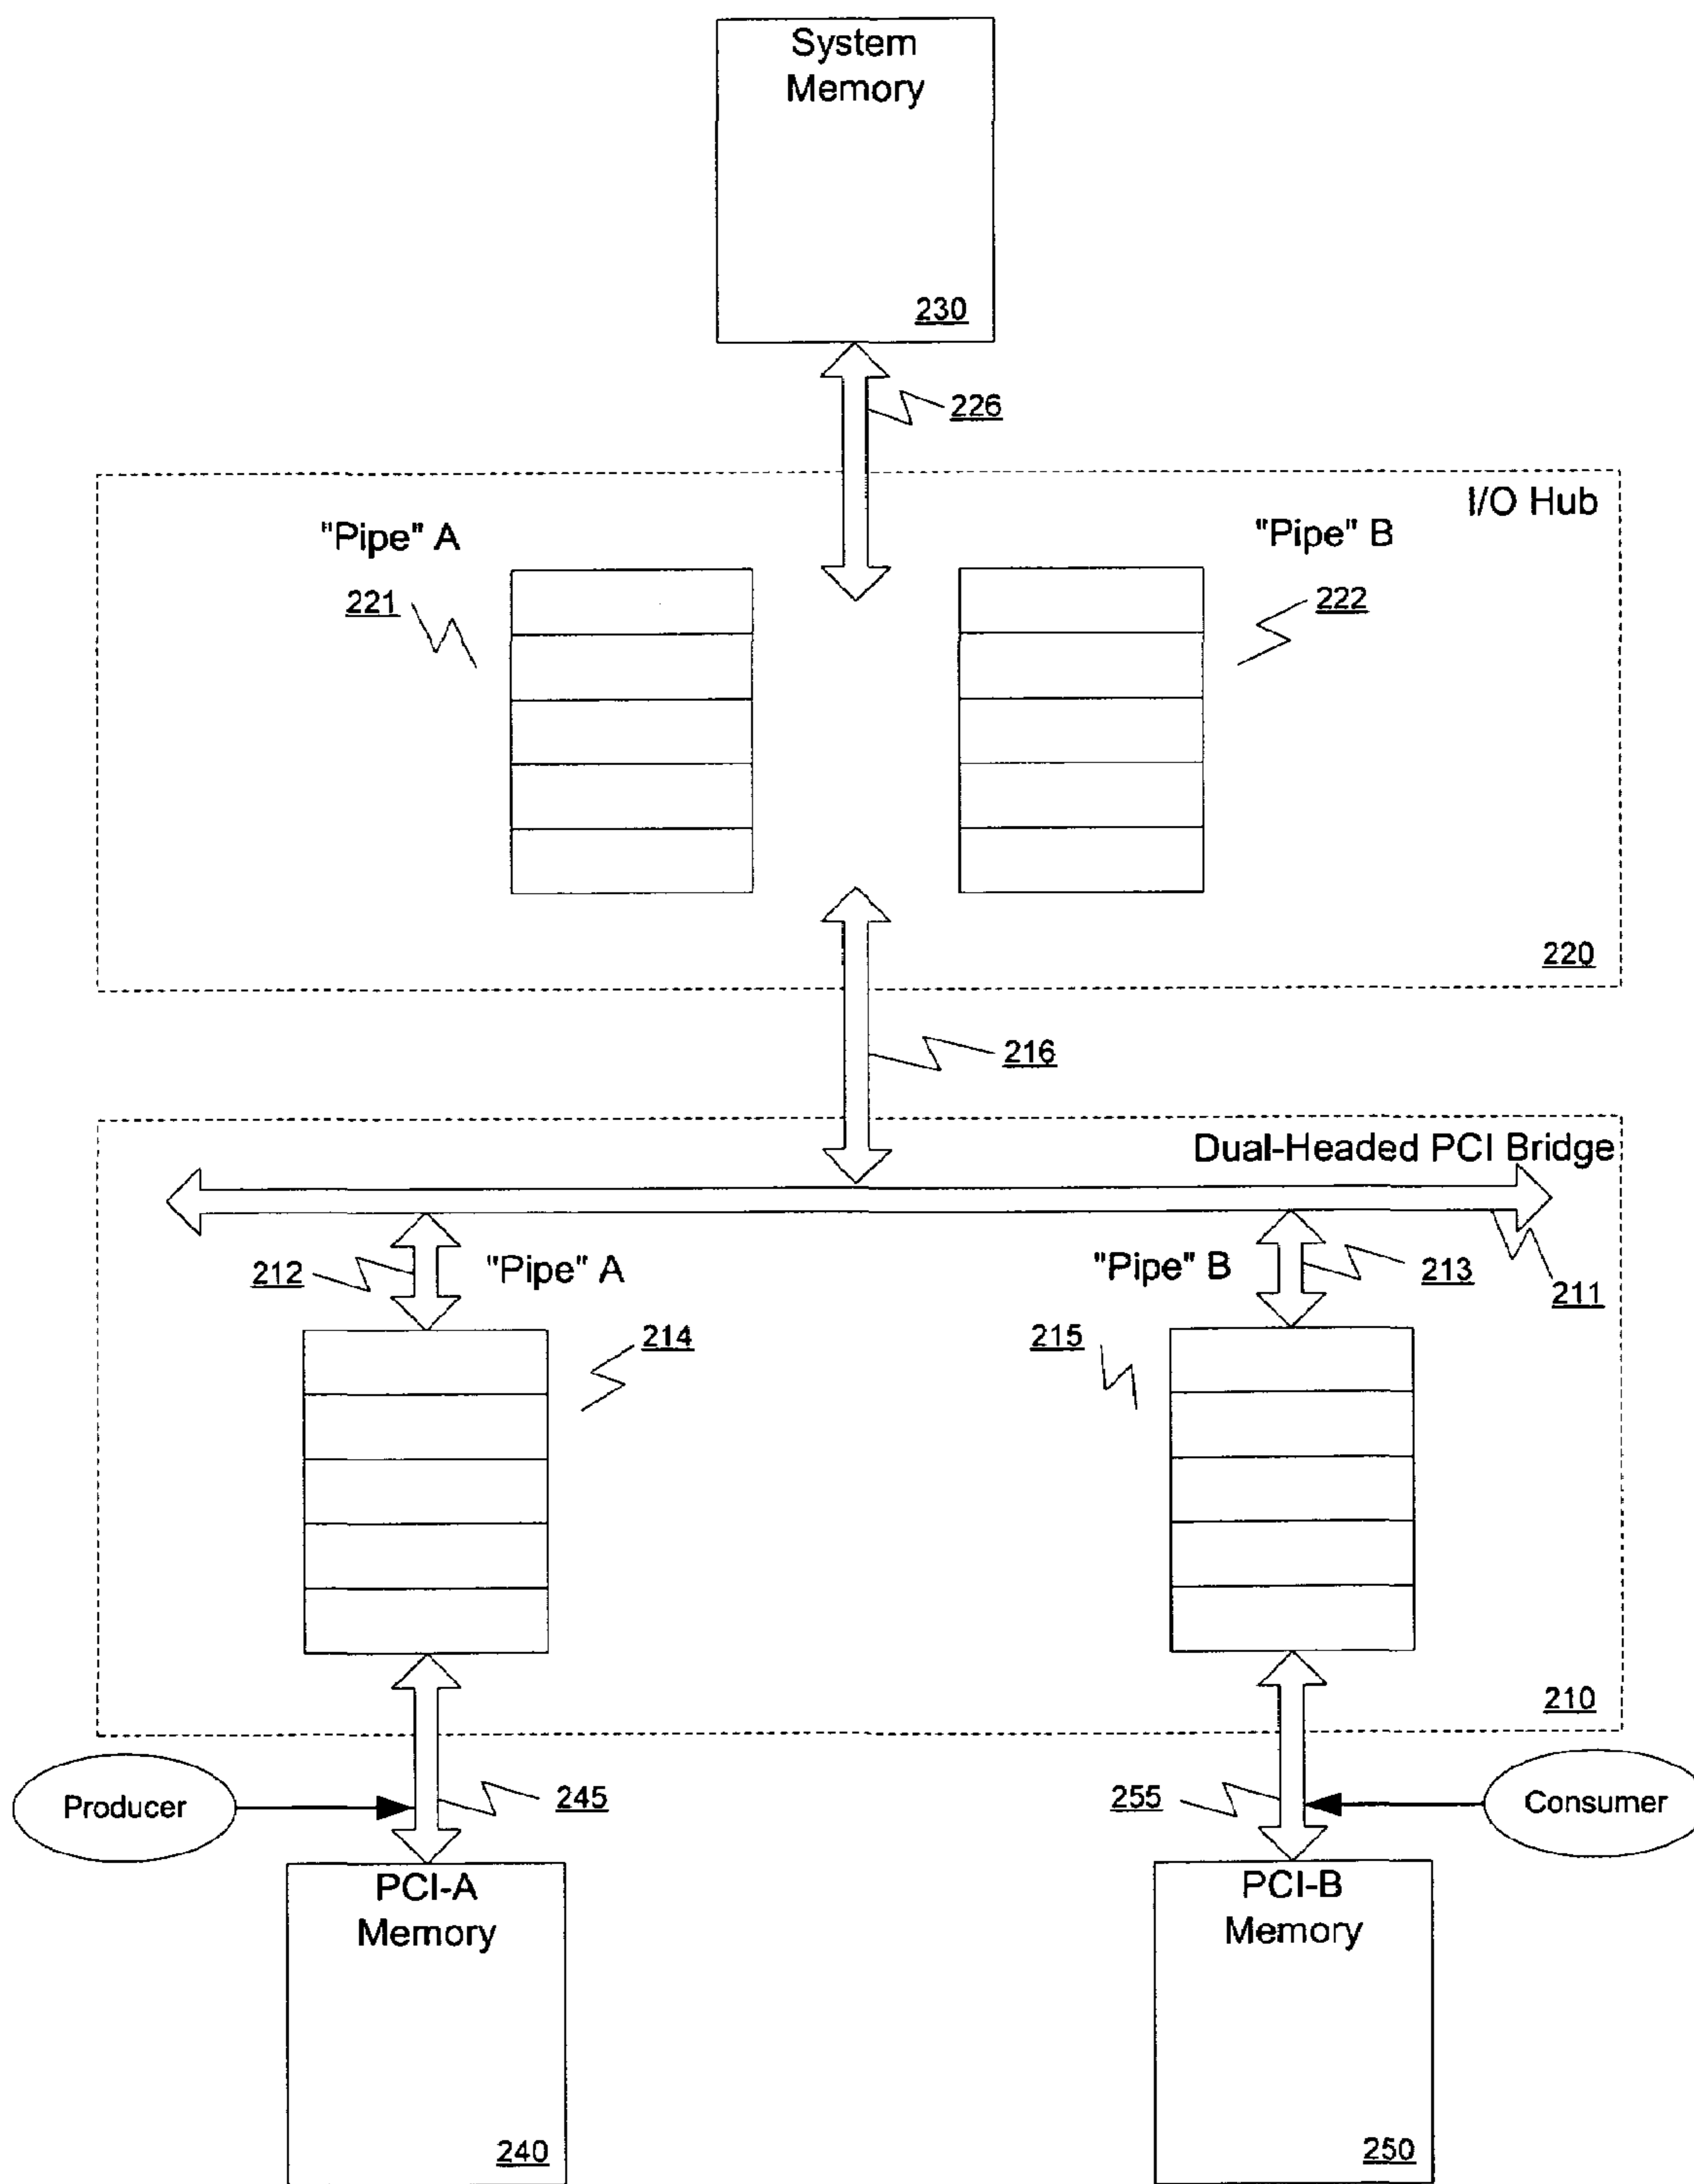 System
Memory
230
226
I/O Hub
"Pipe" A
"Pipe" B
221
222
220
216
Dual-Headed PCI Bridge
212
"Pipe" A
"Pipe" B
213
211
214
215
210
Producer
245
255
Consumer
PCI-A
Memory
PCI-B
Memory
240
250